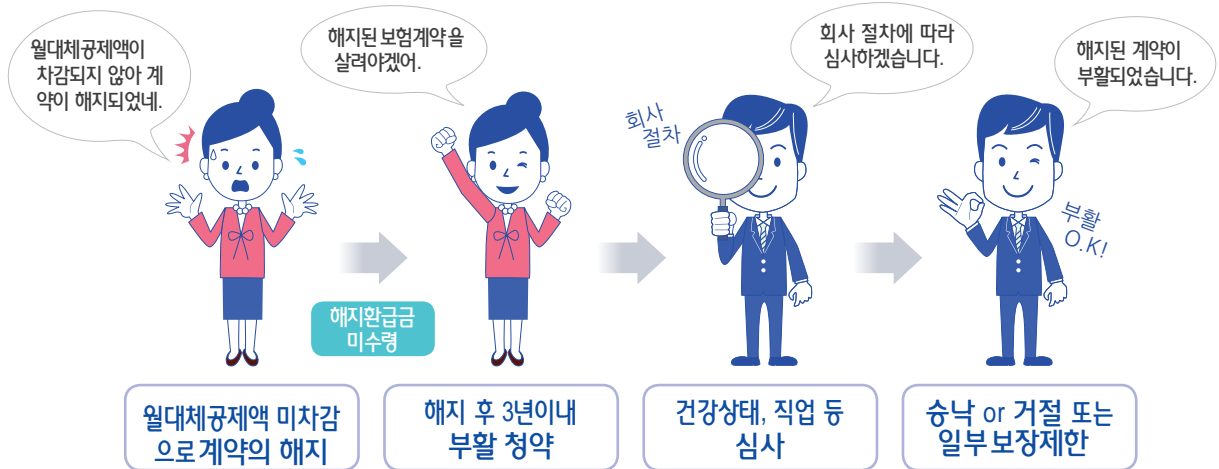 월대체공제액이
차감되지 않아 계
약이 해지되었네.
해지된 보험계약을
살려야겠어.
회사 절차에 따라
심사하겠습니다.
해지된 계약이
부활되었습니다.
회사
절차
부활
O.K!
해지환급금
미수령
월대체공제액 미차감
으로 계약의 해지
해지 후 3년이내
부활 청약
건강상태, 직업 등
심사
승낙 or 거절 또는
일부 보장제한